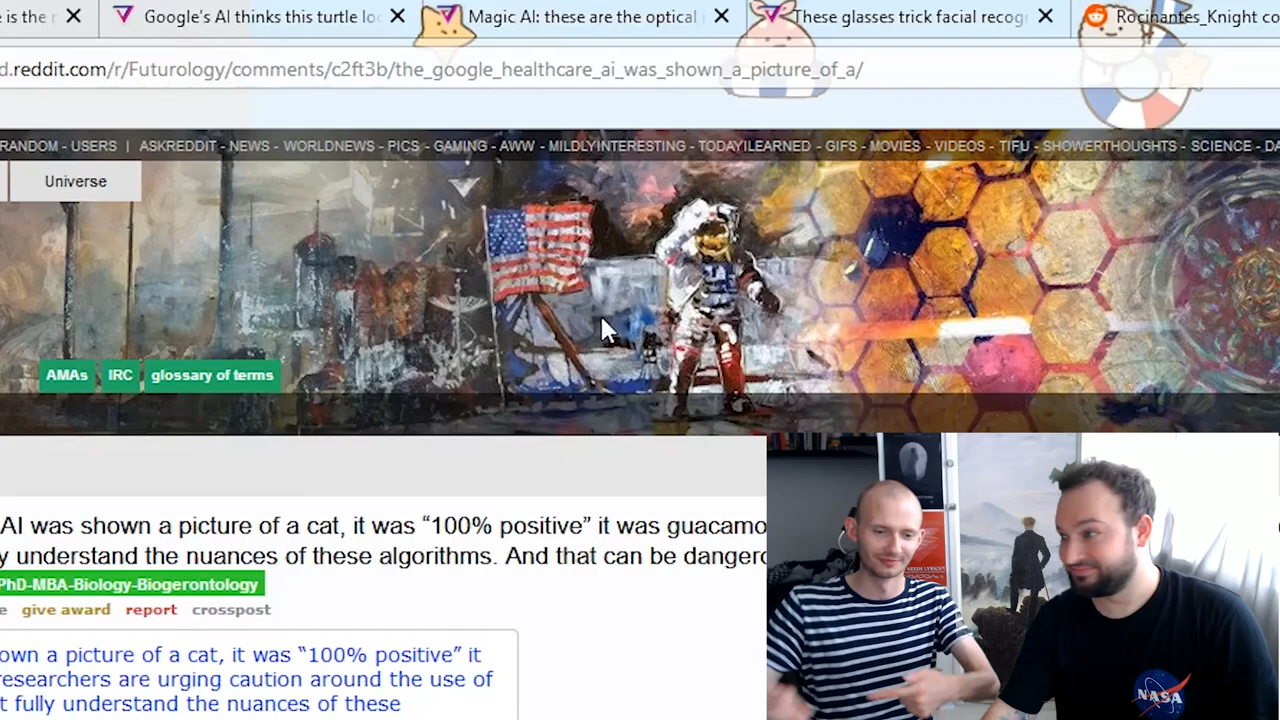 is the
Google's AI thinks this turtle lo
Magic AI: these are the optical i
These glasses trick facial recog
Rocinantes_Knight co
d.reddit.com/r/Futurology/comments/c2ft3b/the_google_healthcare_ai_was_shown_a_picture_of_a/
RANDOM - USERS | ASKREDDIT - NEWS - WORLDNEWS - PICS - GAMING - AWW - MILDLYINTERESTING - TODAYILEARNED - GIFS - MOVIES - VIDEOS - TIFU - SHOWERTHOUGHTS - SCIENCE - DA
Universe
AMAs IRC glossary of terms
AI was shown a picture of a cat, it was “100% positive” it was guacamo
y understand the nuances of these algorithms. And that can be dangero
PhD-MBA-Biology-Biogerontology
e give award report crosspost
own a picture of a cat, it was “100% positive” it
researchers are urging caution around the use of
t fully understand the nuances of these
NASA